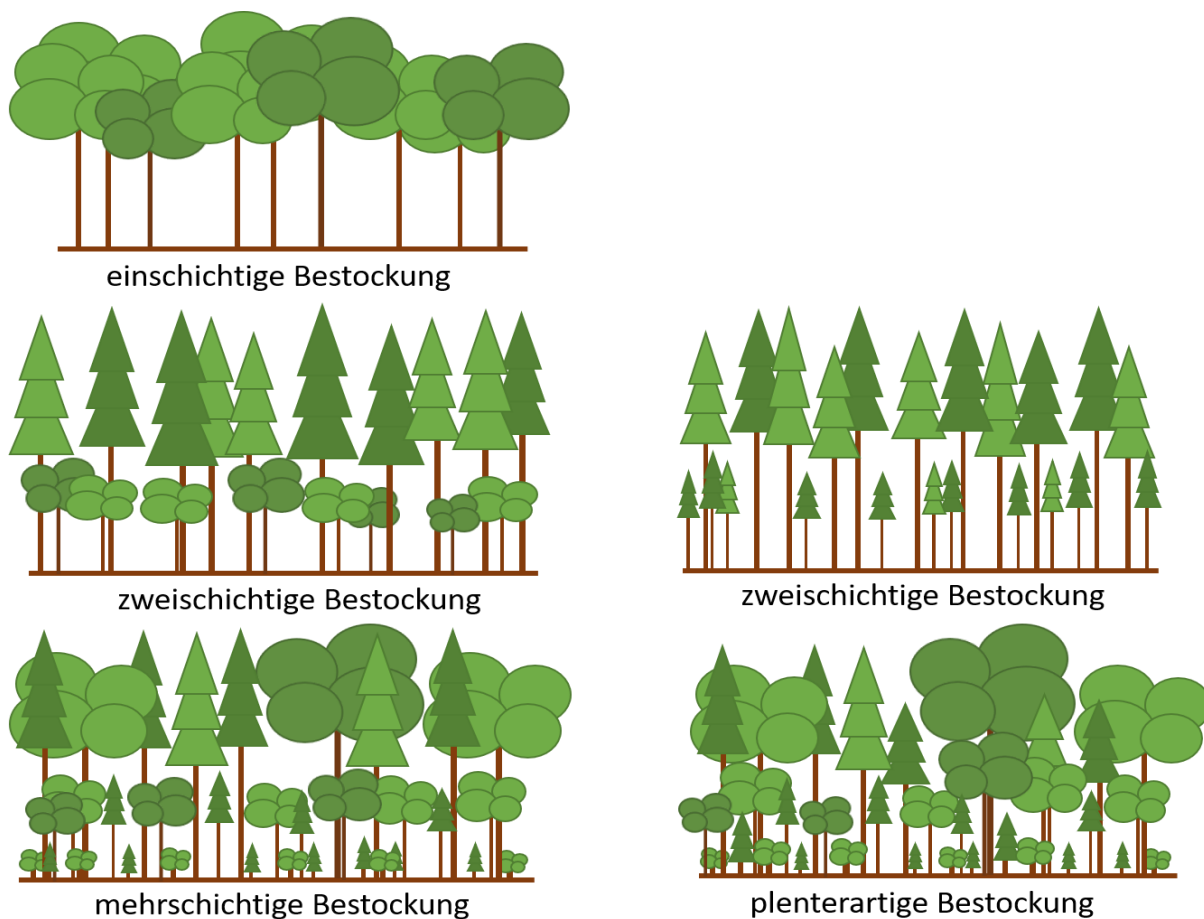 einschichtige Bestockung
zweischichtige Bestockung
zweischichtige Bestockung
mehrschichtige Bestockung
plenterartige Bestockung